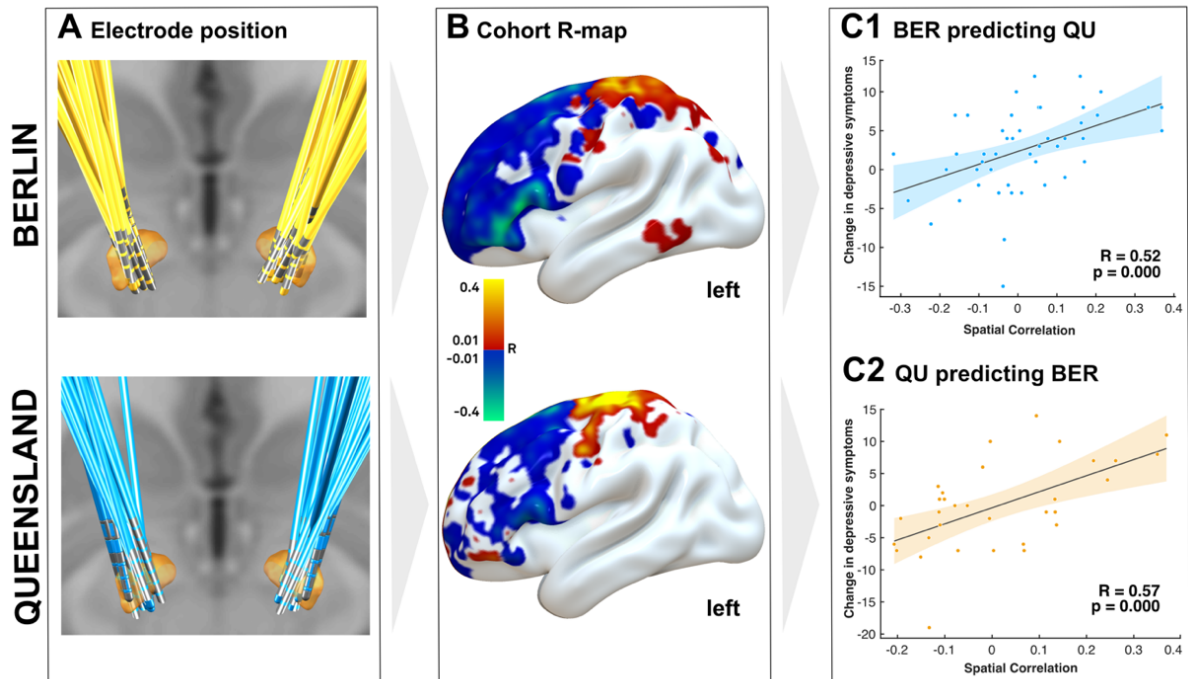 A Electrode position
B Cohort R-map
C1 BER predicting QU
BERLIN
left
0.4
0.01
-0.01
R
-0.4
Change in depressive symptoms
15
10
5
0
-5
-10
-15
R = 0.52
p = 0.000
-0.3
-0.2
-0.1
0
0.1
0.2
0.3
0.4
Spatial Correlation
QUEENSLAND
left
C2 QU predicting BER
Change in depressive symptoms
15
10
5
0
-5
-10
-15
-20
R = 0.57
p = 0.000
-0.2
-0.1
0
0.1
0.2
0.3
0.4
Spatial Correlation